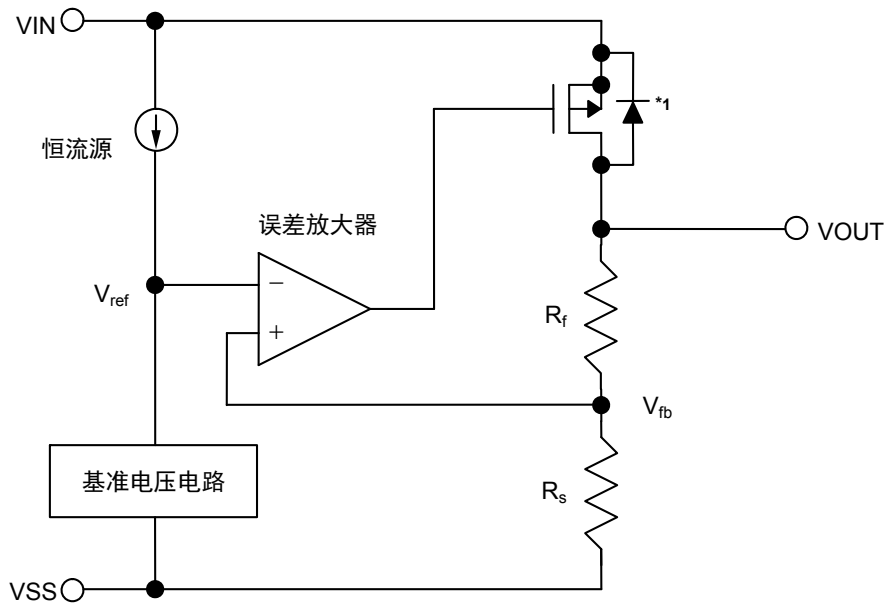 VIN
*1
恒流源
误差放大器
VOUT
Vref
−
+
Rf
Vfb
基准电压电路
Rs
VSS